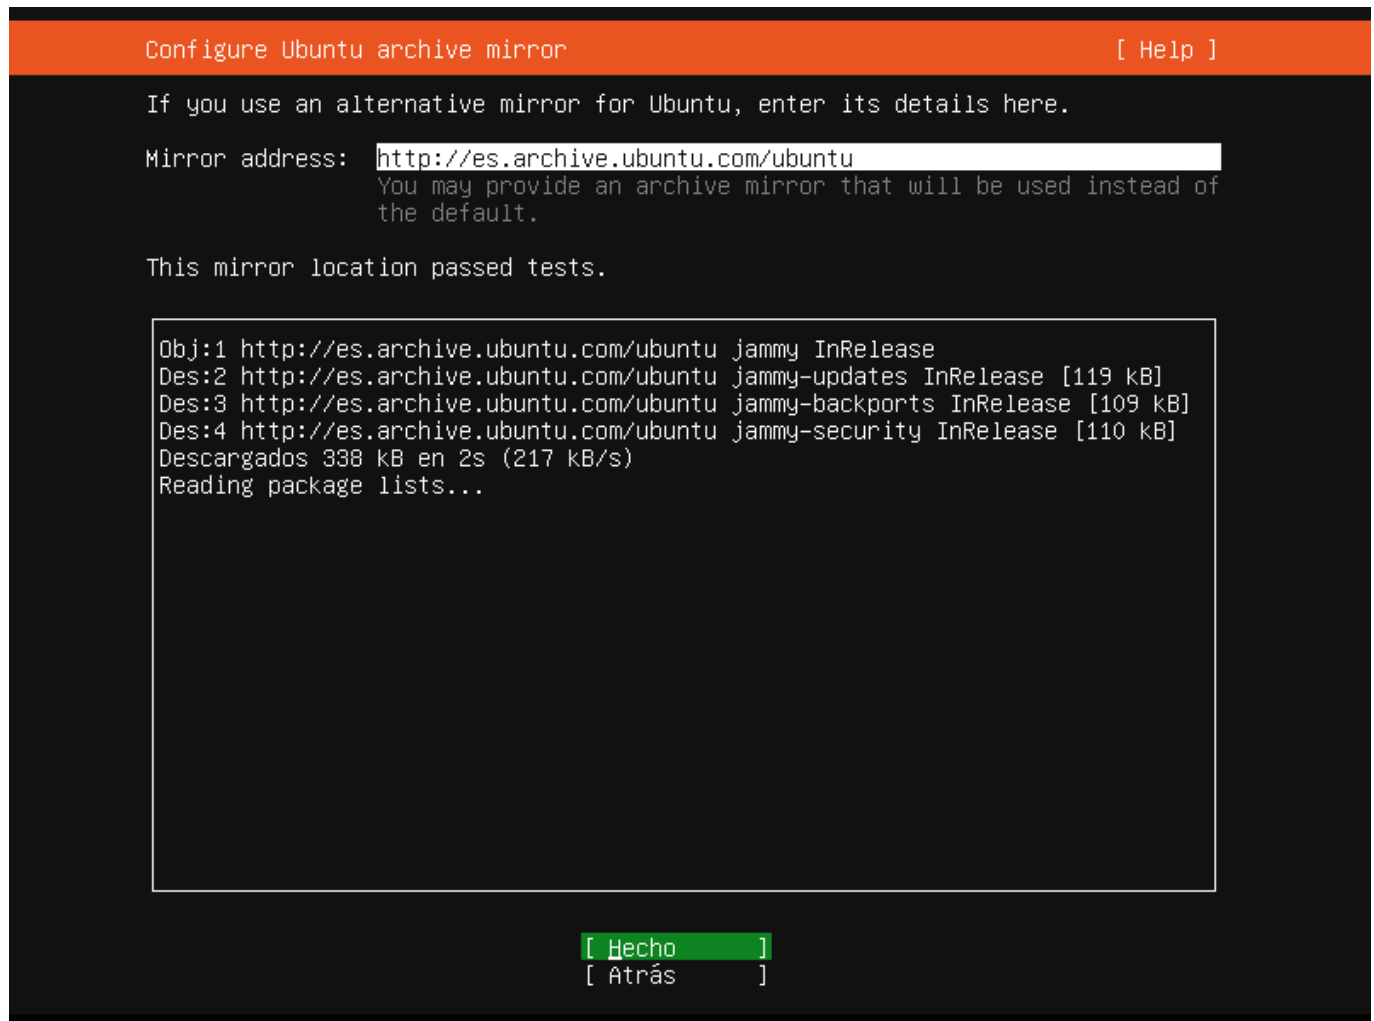 Configure Ubuntu archive mirror [ Help ]
If you use an alternative mirror for Ubuntu, enter its details here.
Mirror address: http://es.archive.ubuntu.com/ubuntu
You may provide an archive mirror that will be used instead of
the default.
This mirror location passed tests.
Obj:1 http://es.archive.ubuntu.com/ubuntu jammy InRelease
Des:2 http://es.archive.ubuntu.com/ubuntu jammy-updates InRelease [119 kB]
Des:3 http://es.archive.ubuntu.com/ubuntu jammy-backports InRelease [109 kB]
Des:4 http://es.archive.ubuntu.com/ubuntu jammy-security InRelease [110 kB]
Descargados 338 kB en 2s (217 kB/s)
Reading package lists...
[ Hecho ]
[ Atrás ]